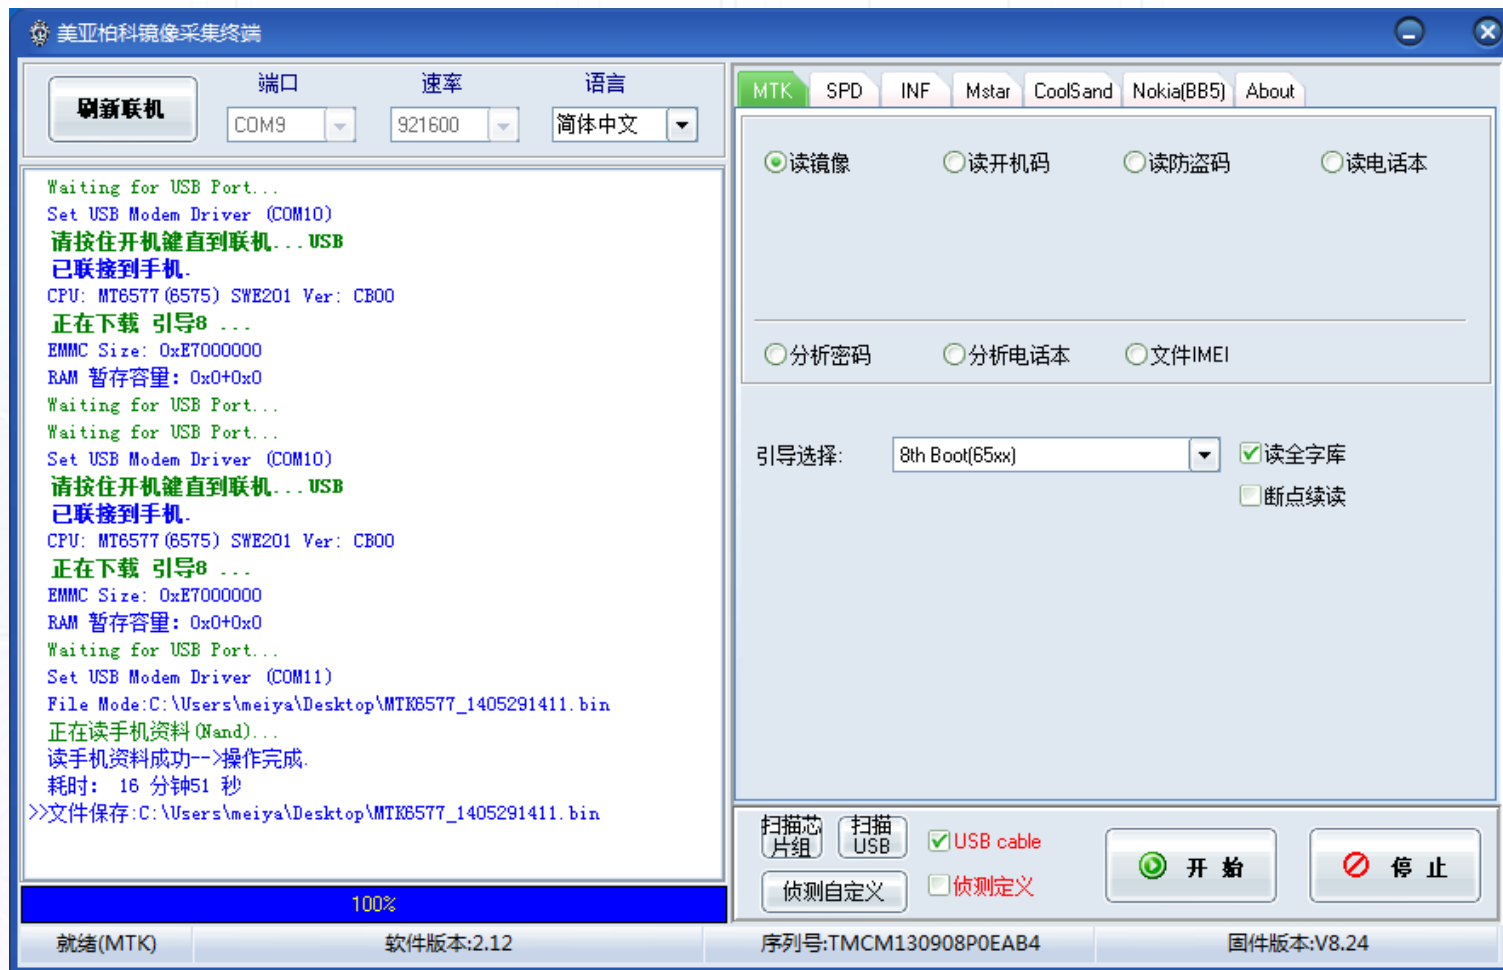 美亚柏科镜像采集终端
刷新联机
端口
速率
语言
COM9
921600
简体中文
Waiting for USB Port...
Set USB Modem Driver (COM10)
请按住开机键直到联机...USB
已联接到手机.
CPU: MT6577(6575) SWE201 Ver: CB00
正在下载 引导8 ...
EMMC Size: 0xE7000000
RAM 暂存容量: 0x0+0x0
Waiting for USB Port...
Waiting for USB Port...
Set USB Modem Driver (COM10)
请按住开机键直到联机...USB
已联接到手机.
CPU: MT6577(6575) SWE201 Ver: CB00
正在下载 引导8 ...
EMMC Size: 0xE7000000
RAM 暂存容量: 0x0+0x0
Waiting for USB Port...
Set USB Modem Driver (COM11)
File Mode:C:\Users\meiya\Desktop\MTK6577_1405291411.bin
正在读手机资料(Nand)...
读手机资料成功-->操作完成.
耗时: 16 分钟51 秒
>>文件保存:C:\Users\meiya\Desktop\MTK6577_1405291411.bin
100%
MTK SPD INF Mstar CoolSand Nokia(BB5) About
读镜像 读开机码 读防盗码 读电话本
分析密码 分析电话本 文件IMEI
引导选择: 8th Boot(65xx) 读全字库
断点续读
扫描芯片组
扫描USB
USB cable
侦测自定义
侦测定义
开 始
停 止
就绪(MTK) 软件版本:2.12 序列号:TMCM130908P0EAB4 固件版本:V8.24